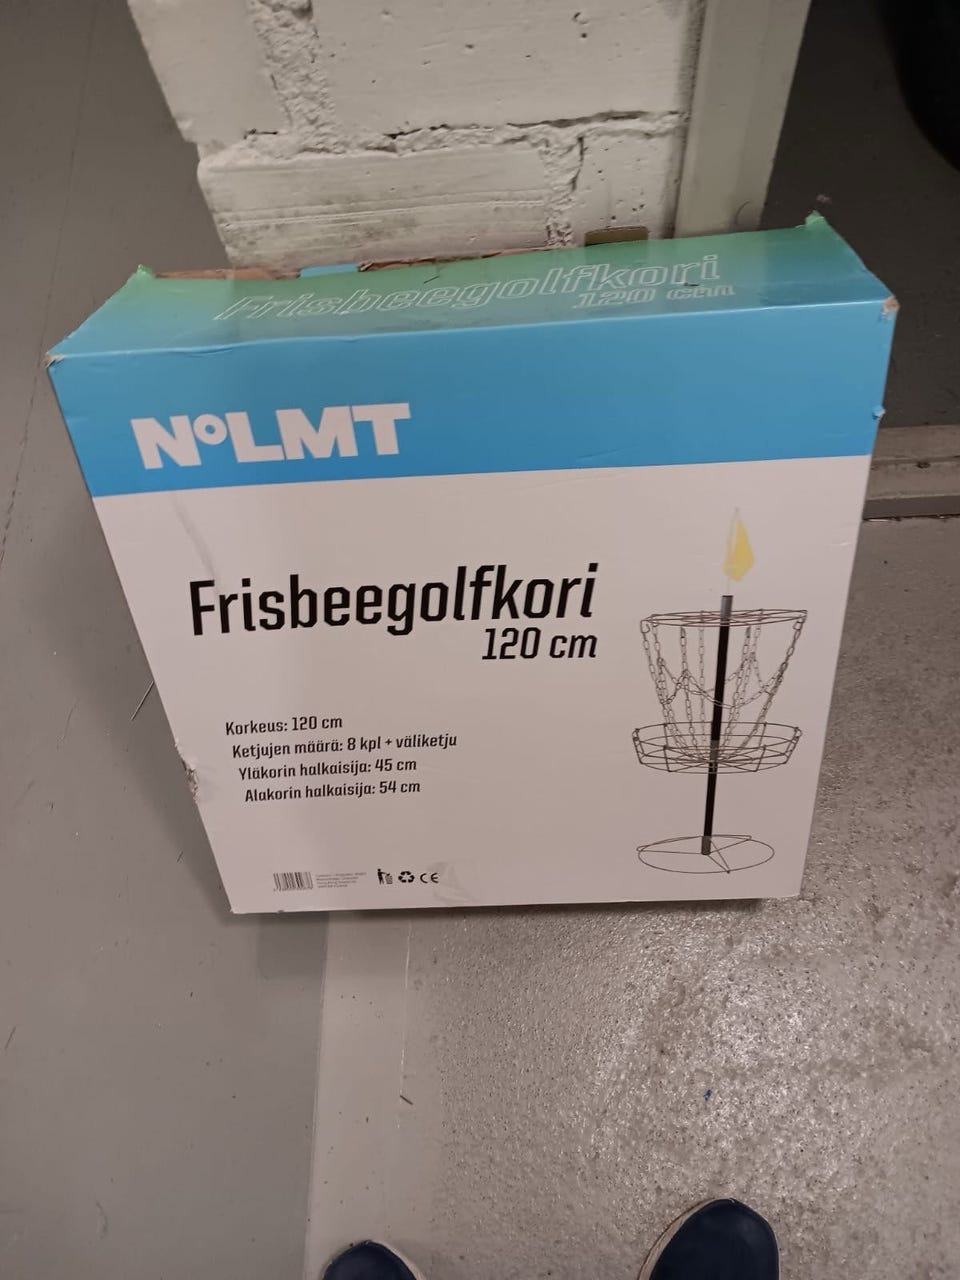 Frisbeegolfkori
120 cm
NºLMT
Frisbeegolfkori
120 cm
Korkeus: 120 cm
Ketjujen määrä: 8 kpl + väliketju
Yläkorin halkaisija: 45 cm
Alakorin halkaisija: 54 cm
CE